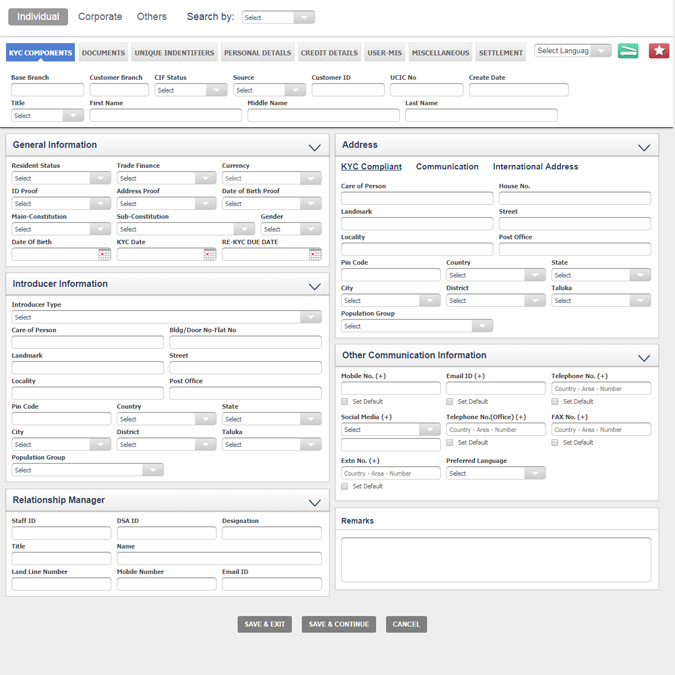 Individual Corporate Others Search by: Select
KYC COMPONENTS DOCUMENTS UNIQUE INDENTIFIERS PERSONAL DETAILS CREDIT DETAILS USER-MIS MISCELLANEOUS SETTLEMENT Select Languag
Base Branch Customer Branch CIF Status Source Customer ID UCIC No Create Date
Select Select
Title First Name Middle Name Last Name
Select
General Information
Resident Status Trade Finance Currency
Select Select Select
ID Proof Address Proof Date of Birth Proof
Select Select Select
Main-Constitution Sub-Constitution Gender
Select Select Select
Date Of Birth KYC Date RE-KYC DUE DATE
Introducer Information
Introducer Type
Select
Care of Person Bldg/Door No-Flat No
Landmark Street
Locality Post Office
Pin Code Country State
Select Select
City District Taluka
Select Select Select
Population Group
Select
Relationship Manager
Staff ID DSA ID Designation
Title Name
Land Line Number Mobile Number Email ID
Address
KYC Compliant Communication International Address
Care of Person House No.
Landmark Street
Locality Post Office
Pin Code Country State
Select Select
City District Taluka
Select Select Select
Population Group
Select
Other Communication Information
Mobile No. (+) Email ID (+) Telephone No. (+)
Country - Area - Number
Set Default Set Default Set Default
Social Media (+) Telephone No.(Office) (+) FAX No. (+)
Select Country - Area - Number Country - Area - Number
Set Default Set Default
Extn No. (+) Preferred Language
Country - Area - Number Select
Set Default
Remarks
SAVE & EXIT SAVE & CONTINUE CANCEL